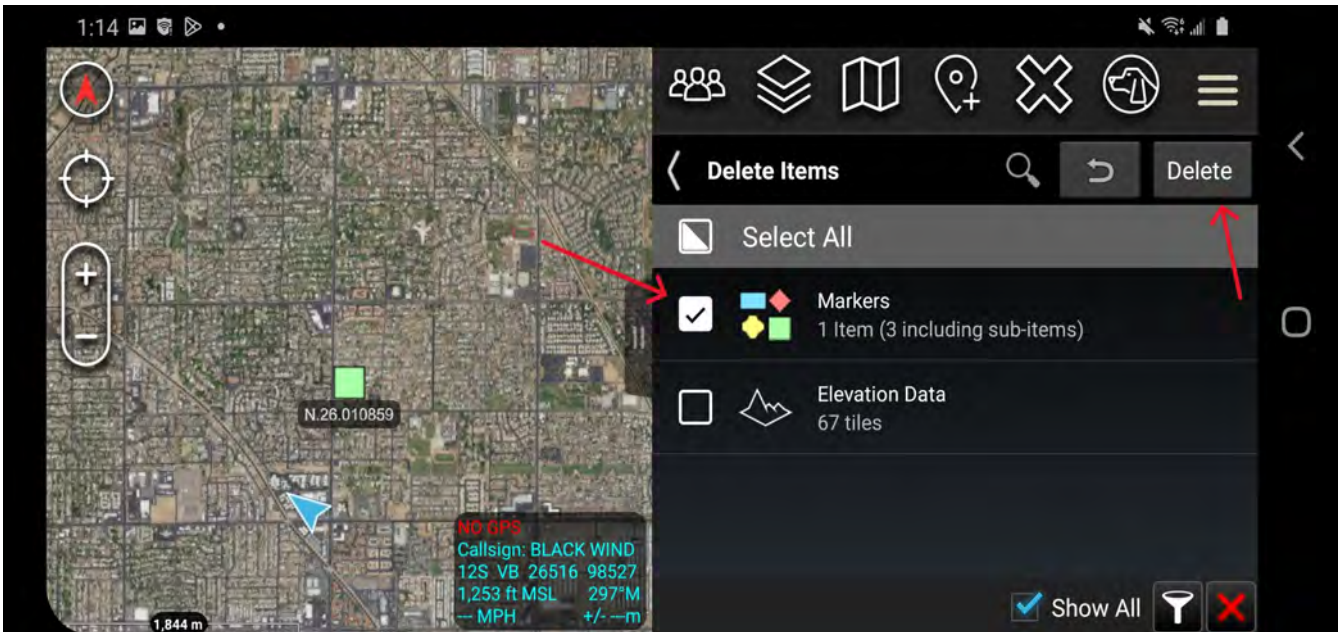 1:14
Delete Items
Delete
Select All
Markers
1 Item (3 including sub-items)
Elevation Data
67 tiles
Show All
N.26.010859
NO GPS
Callsign: BLACK WIND
12S VB 26516 98527
1,253 ft MSL 297°M
--- MPH +/- ---m
1,844 m